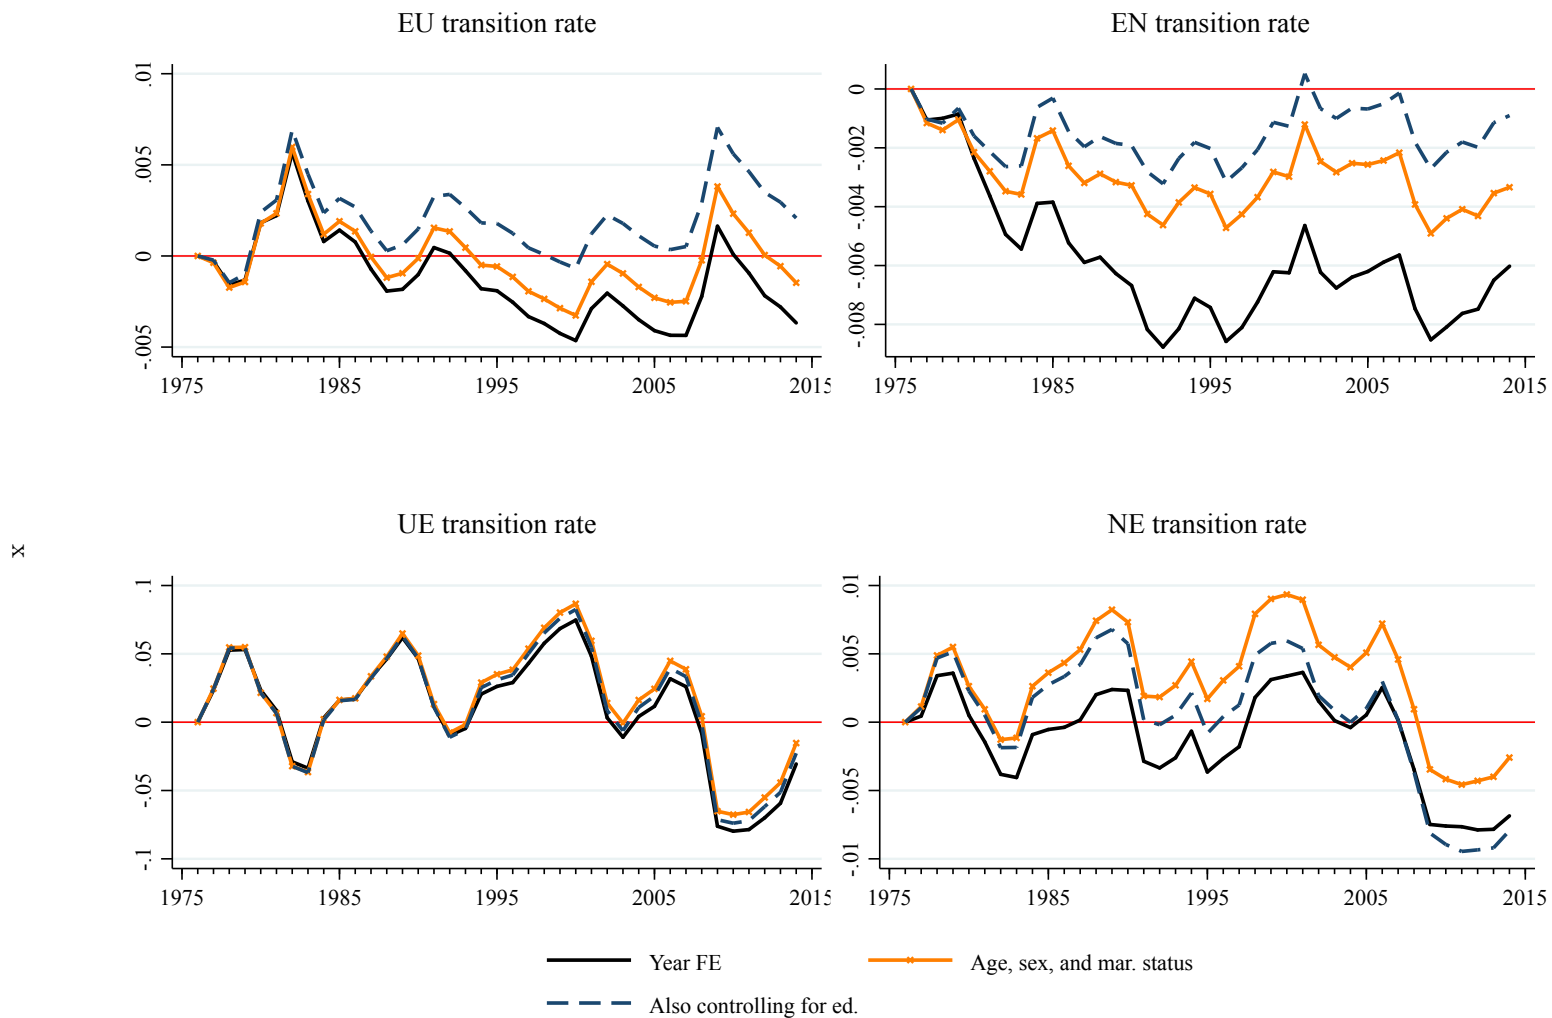 EU transition rate
.01
.005
0
-.005
1975 1985 1995 2005 2015
EN transition rate
0
-.002
-.004
-.006
-.008
1975 1985 1995 2005 2015
x
UE transition rate
.1
.05
0
-.05
-.1
1975 1985 1995 2005 2015
NE transition rate
.01
.005
0
-.005
-.01
1975 1985 1995 2005 2015
Year FE
Age, sex, and mar. status
Also controlling for ed.